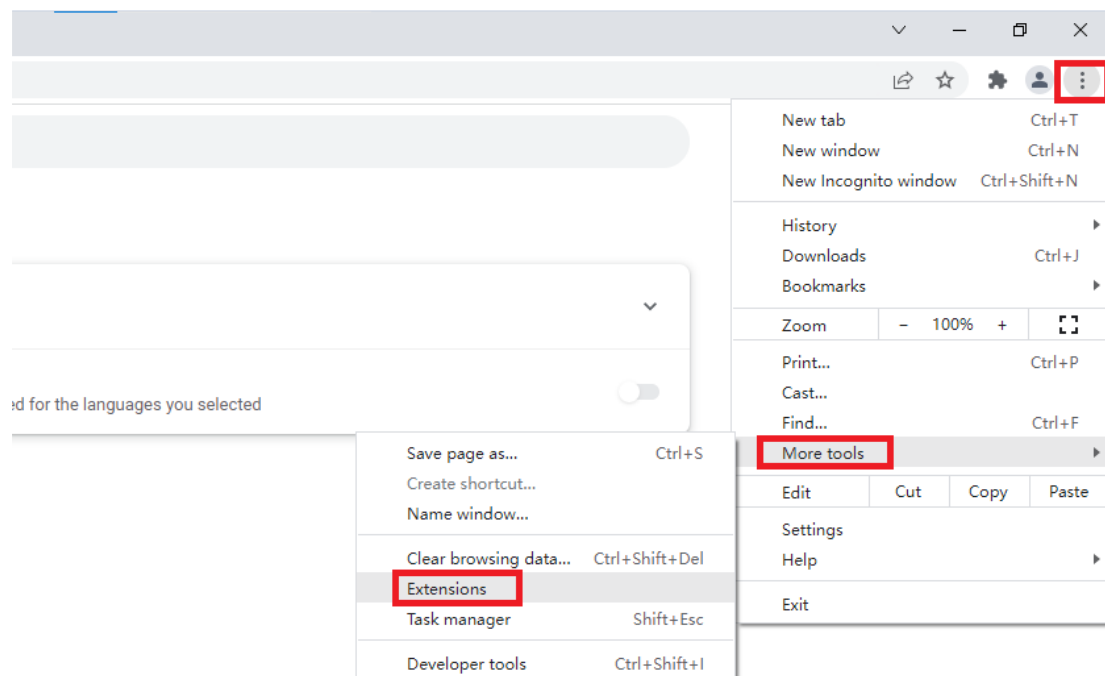 New tab Ctrl+T
New window Ctrl+N
New Incognito window Ctrl+Shift+N
History
Downloads Ctrl+J
Bookmarks
Zoom - 100% +
Print... Ctrl+P
Cast...
Find... Ctrl+F
More tools
Edit Cut Copy Paste
Settings
Help
Exit
ed for the languages you selected
Save page as... Ctrl+S
Create shortcut...
Name window...
Clear browsing data... Ctrl+Shift+Del
Extensions
Task manager Shift+Esc
Developer tools Ctrl+Shift+I